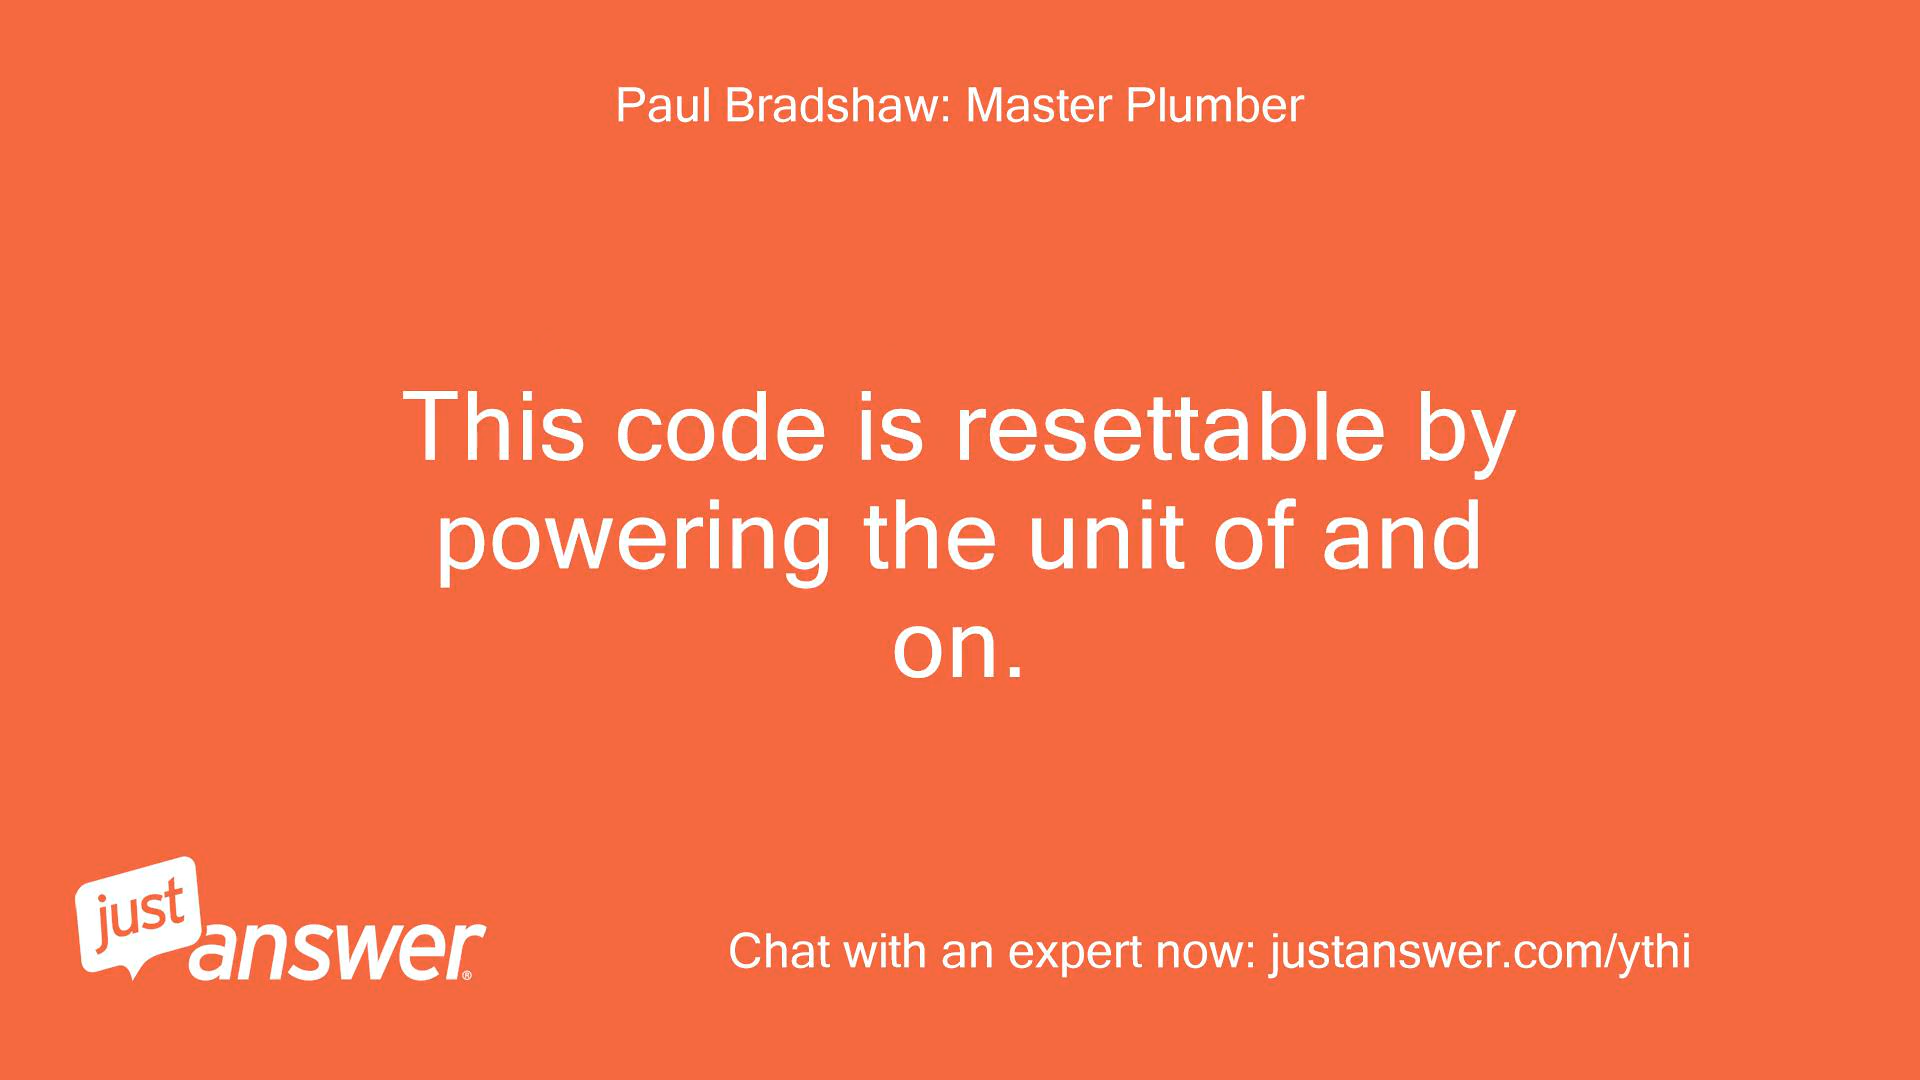 Paul Bradshaw: Master Plumber
This code is resettable by
powering the unit of and
on.
just
answer®
Chat with an expert now: justanswer.com/ythi